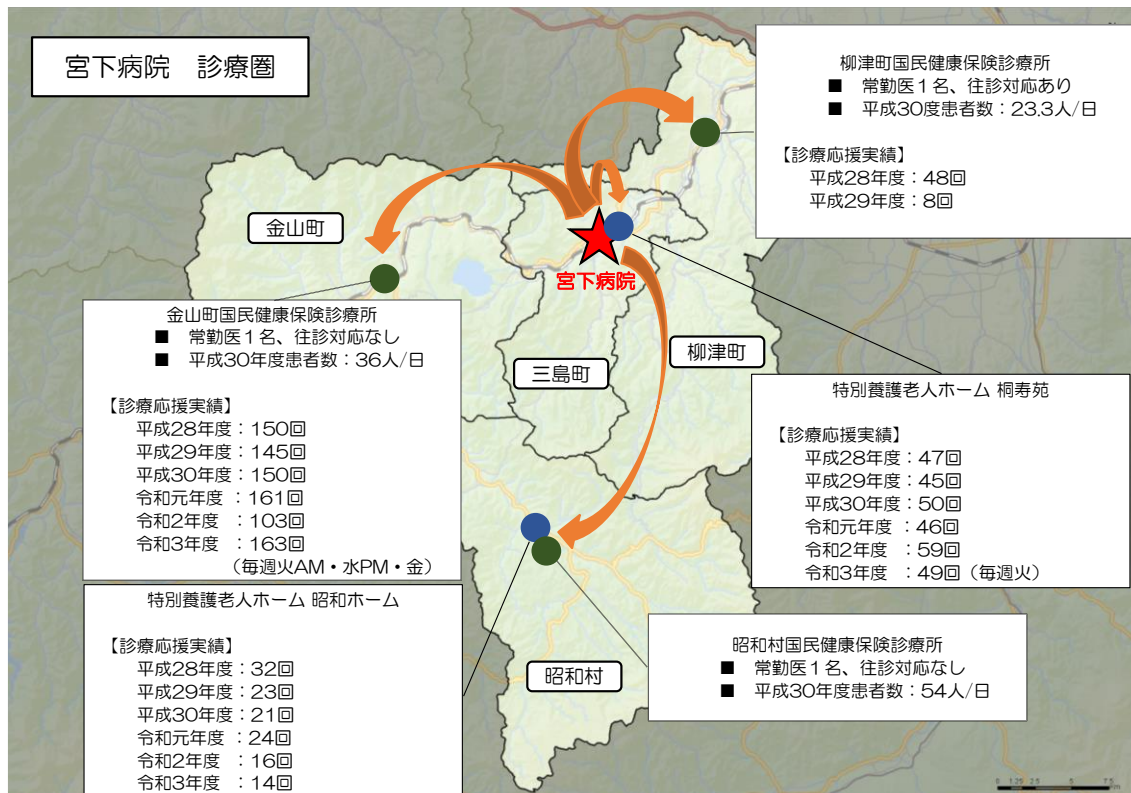 宮下病院　診療圏
柳津町国民健康保険診療所
■ 常勤医1名、往診対応あり
■ 平成30度患者数：23.3人/日
【診療応援実績】
平成28年度：48回
平成29年度：8回
金山町
宮下病院
三島町
柳津町
昭和村
金山町国民健康保険診療所
■ 常勤医1名、往診対応なし
■ 平成30年度患者数：36人/日
【診療応援実績】
平成28年度：150回
平成29年度：145回
平成30年度：150回
令和元年度：161回
令和2年度：103回
令和3年度：163回
（毎週火AM・水PM・金）
特別養護老人ホーム 桐寿苑
【診療応援実績】
平成28年度：47回
平成29年度：45回
平成30年度：50回
令和元年度：46回
令和2年度：59回
令和3年度：49回（毎週火）
特別養護老人ホーム 昭和ホーム
【診療応援実績】
平成28年度：32回
平成29年度：23回
平成30年度：21回
令和元年度：24回
令和2年度：16回
令和3年度：14回
昭和村国民健康保険診療所
■ 常勤医1名、往診対応なし
■ 平成30年度患者数：54人/日
0 1.25 2.5 5 7.5